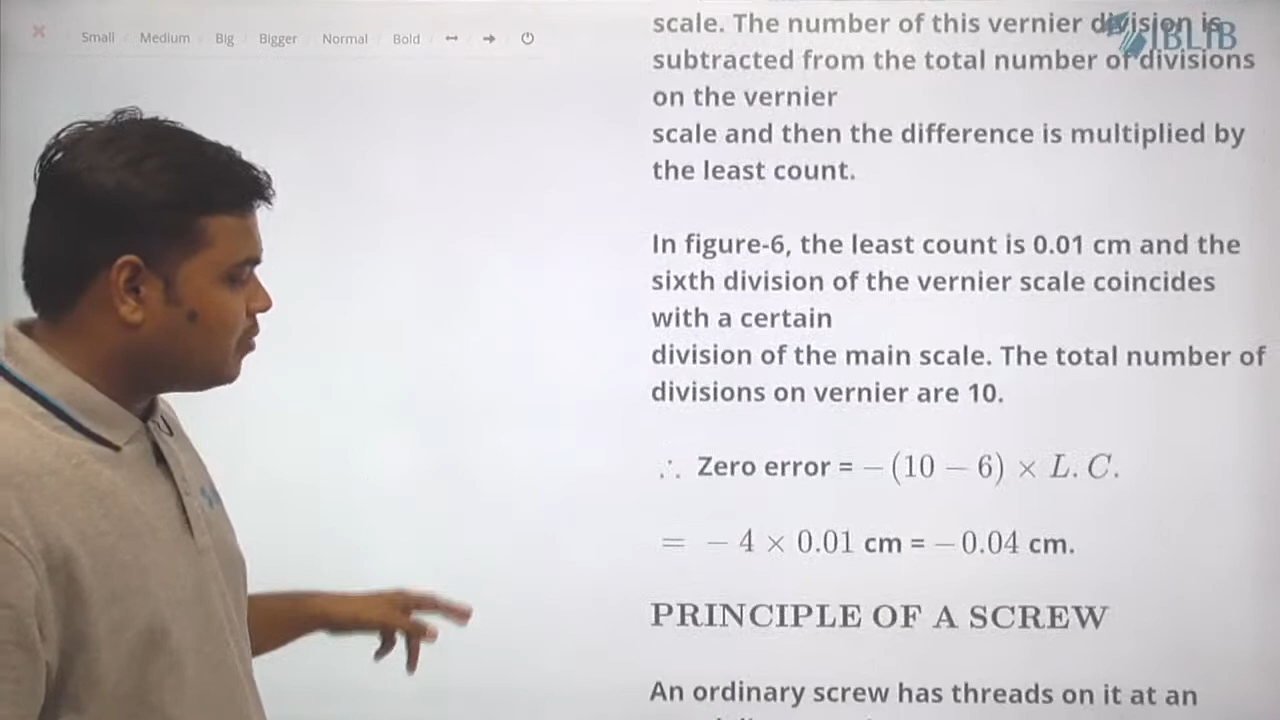 Small Medium Big Bigger Normal Bold
scale. The number of this vernier division is
IBLIB
subtracted from the total number of divisions
on the vernier
scale and then the difference is multiplied by
the least count.
In figure-6, the least count is 0.01 cm and the
sixth division of the vernier scale coincides
with a certain
division of the main scale. The total number of
divisions on vernier are 10.
∴ Zero error = −(10 − 6) × L. C.
= − 4 × 0.01 cm = −0.04 cm.
PRINCIPLE OF A SCREW
An ordinary screw has threads on it at an